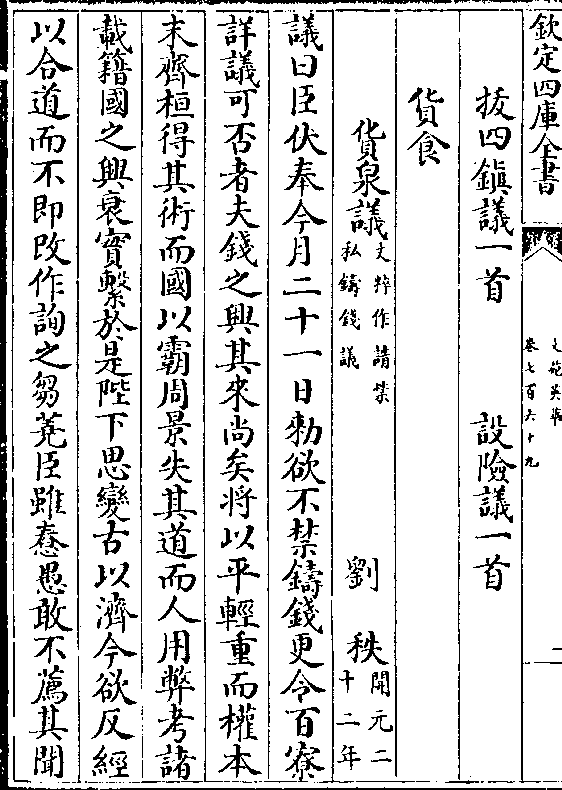 欽定四庫全書
文苑英華
卷七百六十九
二
拔四鎮議一首
設險議一首
貨食
貨泉議文粹作請禁私鑄錢議
劉秩開元二十二年
議曰臣伏奉今月二十一日勑欲不禁鑄錢更令百寮
詳議可否者夫錢之興其來尚矣將以平輕重而權本
末齊桓得其術而國以霸周景失其道而人用弊考諸
載籍國之興衰實繫於是陛下思變古以濟今欲反經
以合道而不即改作詢之芻蕘臣雖蠢愚敢不薦其聞